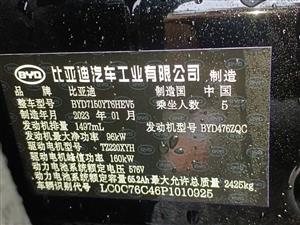 BYD 比亚迪汽车工业有限公司 制造
品牌 比亚迪 制造国 中国
整车型号 BYD7150YT6HEV5
制造年月 2023年01月 乘坐人数 5
发动机排量 1497mL 发动机型号 BYD476ZQC
发动机最大净功率 96kW
驱动电机型号 TZ220XYH
驱动电机峰值功率 160kW
动力电池系统额定电压 576V
动力电池系统额定容量 65.2Ah 最大允许总质量 2425kg
车辆识别代号 LC0C76C46P1010925